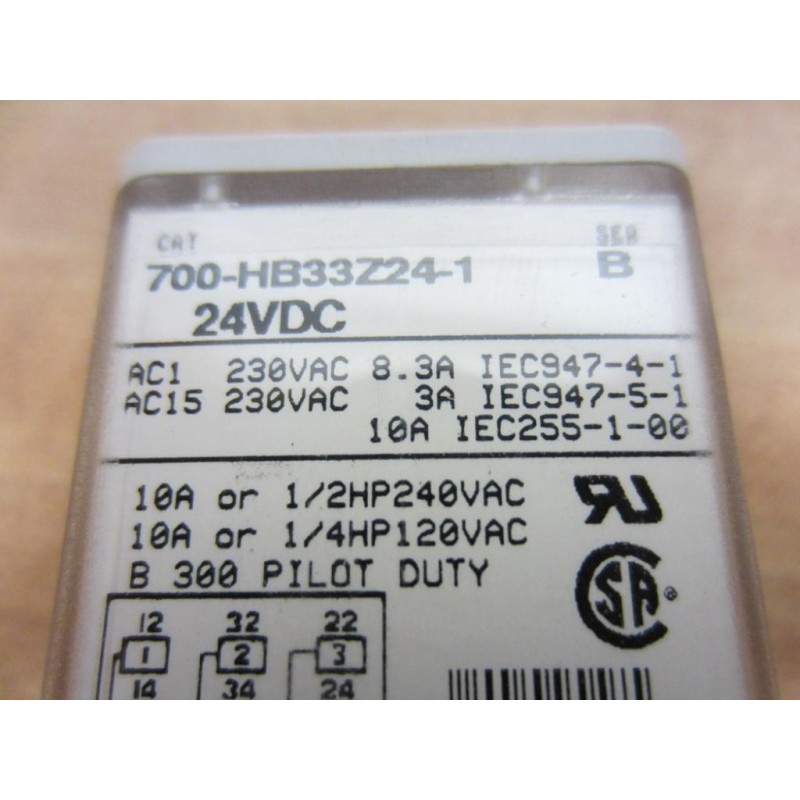 CAT SER
700-HB33Z24-1 B
24VDC
AC1 230VAC 8.3A IEC947-4-1
AC15 230VAC 3A IEC947-5-1
10A IEC255-1-00
10A or 1/2HP240VAC
10A or 1/4HP120VAC
B 300 PILOT DUTY
12 32 22
1 2 3
14 34 24